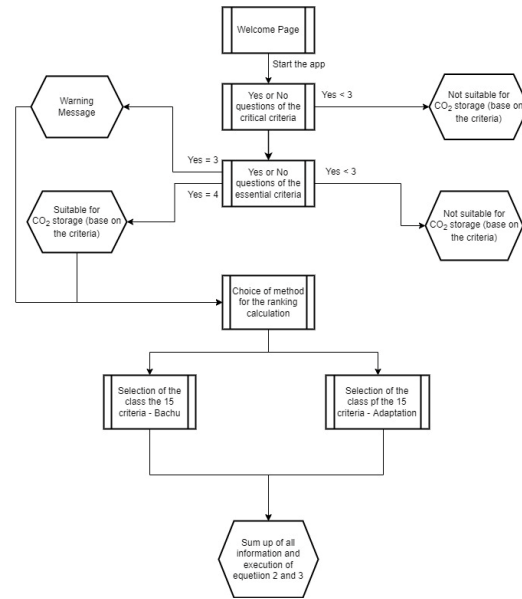 Welcome Page
Start the app
Yes or No
questions of the
critical criteria
Yes < 3
Not suitable for
CO2 storage (base on
the criteria)
Warning
Message
Yes = 3
Yes = 4
Yes or No
questions of the
essential criteria
Yes < 3
Suitable for
CO2 storage (base on
the criteria)
Not suitable for
CO2 storage (base on
the criteria)
Choice of method
for the ranking
calculation
Selection of the
class the 15
criteria - Bachu
Selection of the
class pf the 15
criteria - Adaptation
Sum up of all
information and
execution of
equetiion 2 and 3